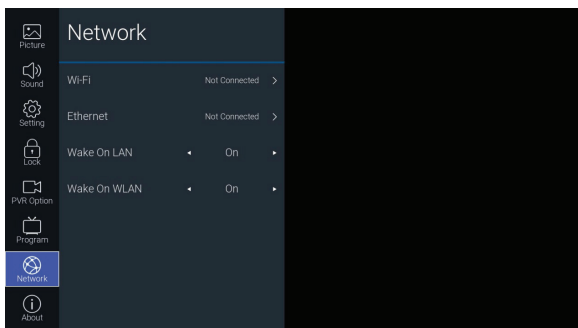 Picture
Sound
Setting
Lock
PVR Option
Program
Network
About
Network
Wi-Fi Not Connected
Ethernet Not Connected
Wake On LAN On
Wake On WLAN On